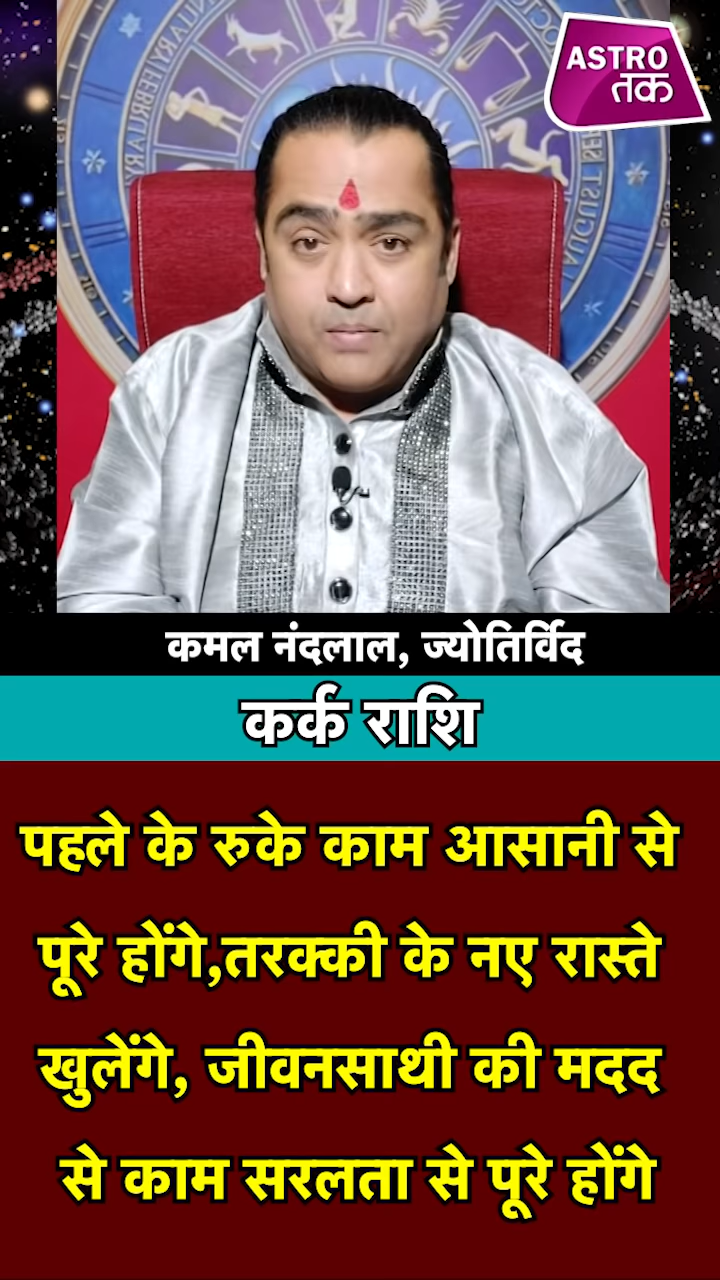 ASTRO
तक
कमल नंदलाल, ज्योतिर्विद
कर्क राशि
पहले के रुके काम आसानी से
पूरे होंगे,तरक्की के नए रास्ते
खुलेंगे, जीवनसाथी की मदद
से काम सरलता से पूरे होंगे